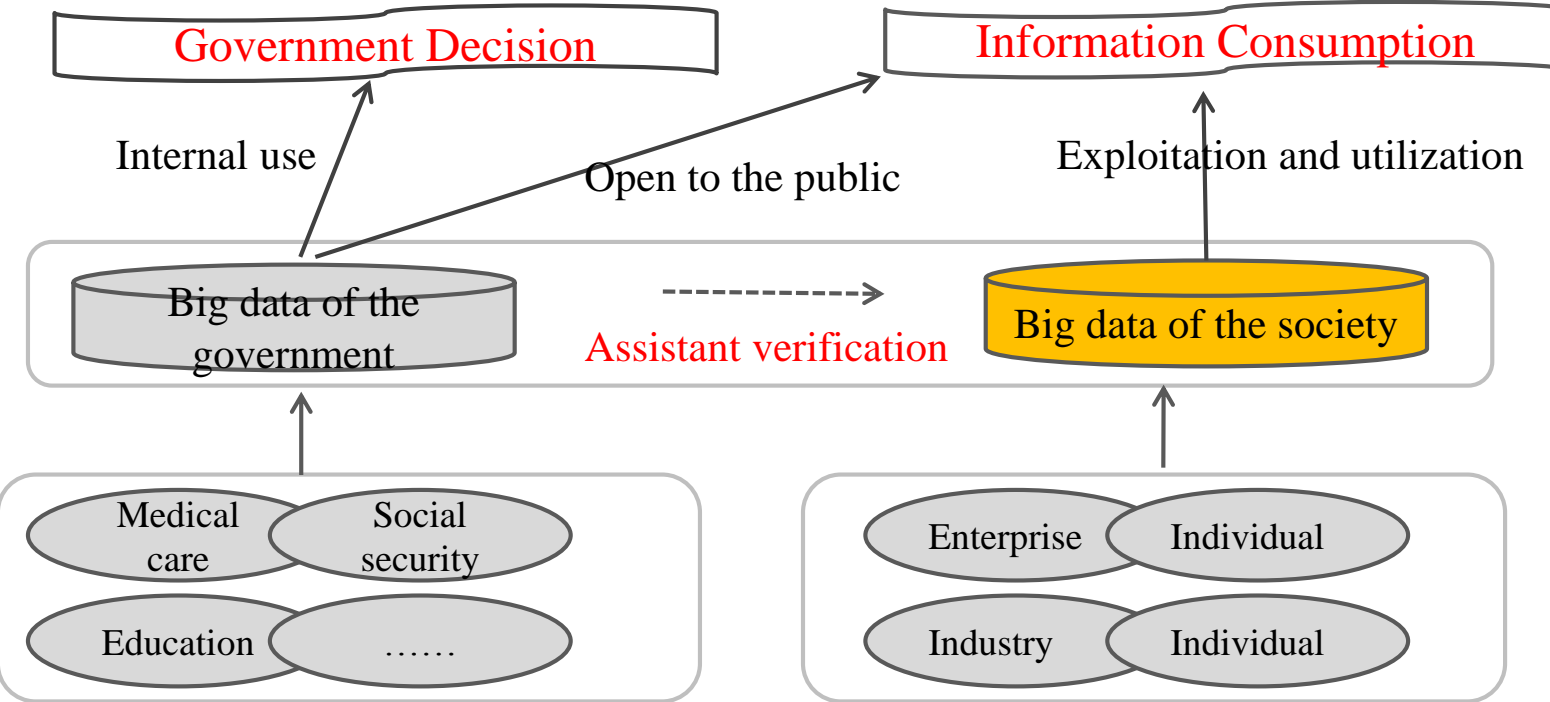 Government Decision
Information Consumption
Internal use
Open to the public
Exploitation and utilization
Big data of the
government
Assistant verification
Big data of the society
Medical
care
Social
security
Enterprise
Individual
Education
……
Industry
Individual